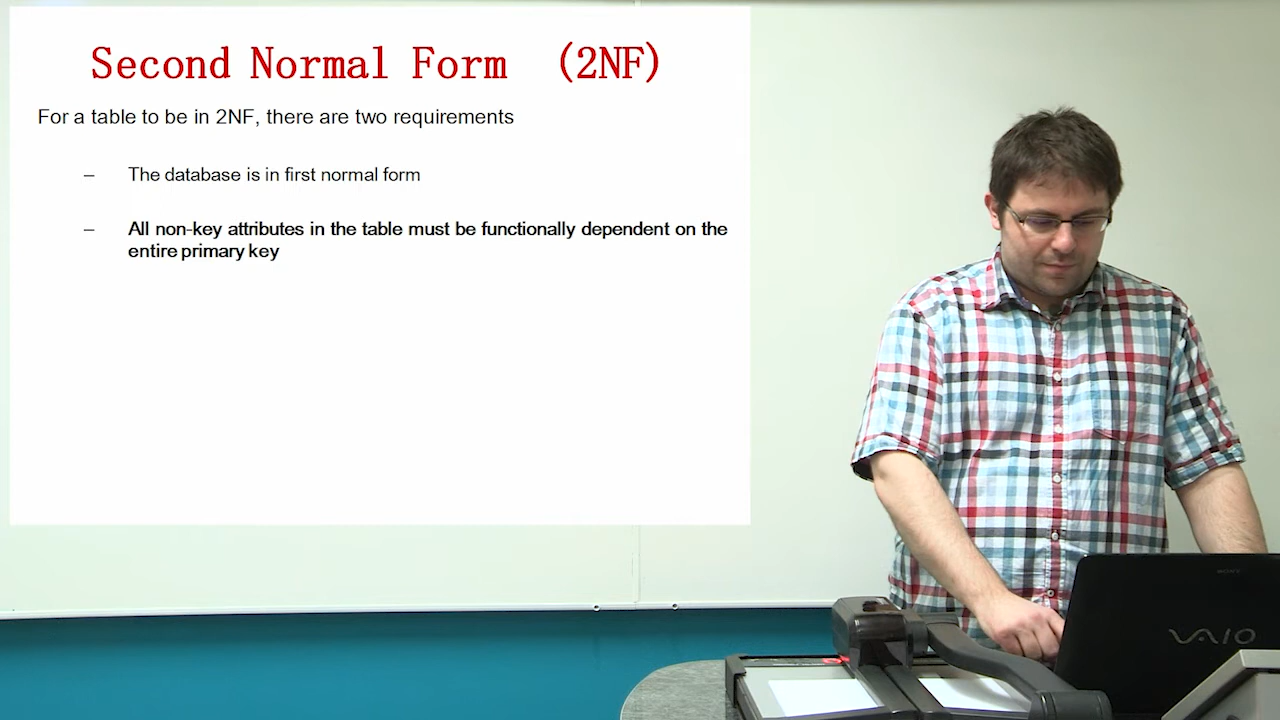 Second Normal Form (2NF)
For a table to be in 2NF, there are two requirements
– The database is in first normal form
– All non-key attributes in the table must be functionally dependent on the
entire primary key
SONY
VAIO